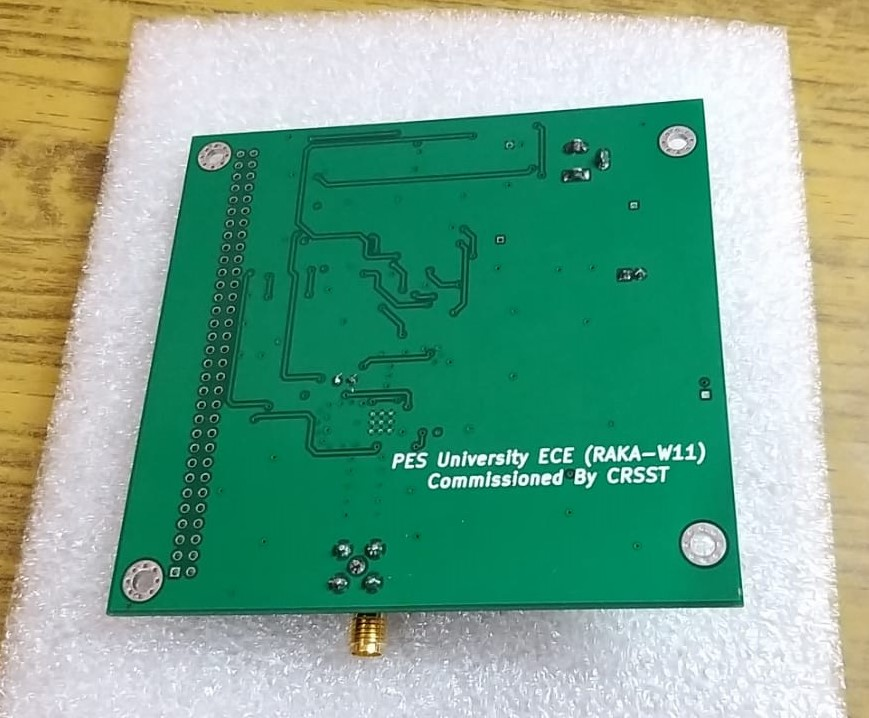 PES University ECE (RAKA-W11)
Commissioned By CRSST